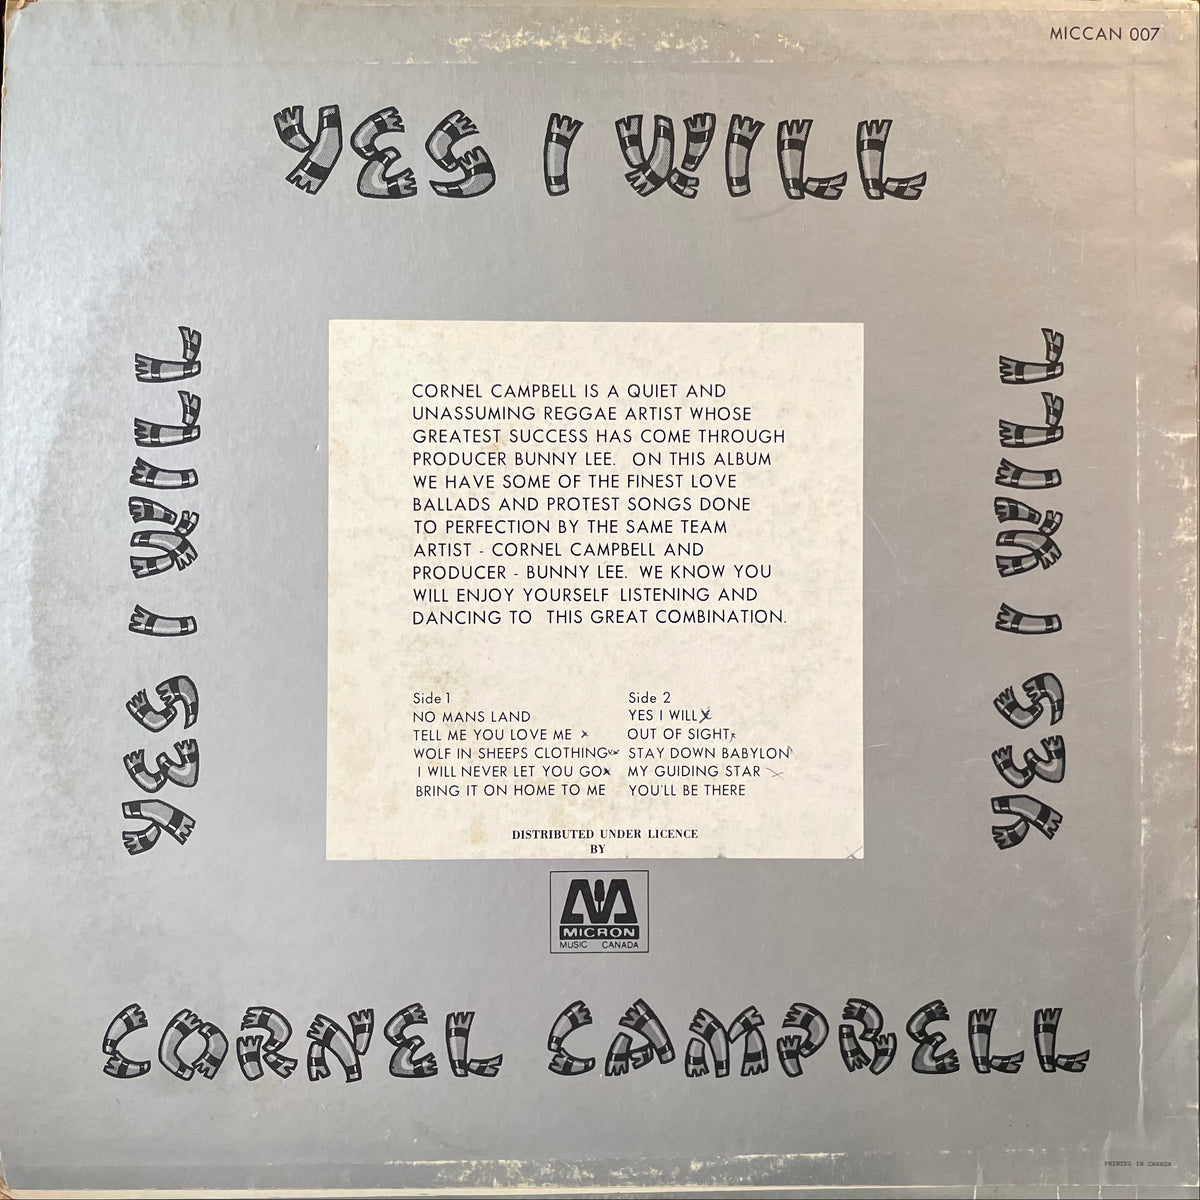 MICCAN 007
YES I WILL
YES I WILL
YES I WILL
CORNEL CAMPBELL IS A QUIET AND
UNASSUMING REGGAE ARTIST WHOSE
GREATEST SUCCESS HAS COME THROUGH
PRODUCER BUNNY LEE. ON THIS ALBUM
WE HAVE SOME OF THE FINEST LOVE
BALLADS AND PROTEST SONGS DONE
TO PERFECTION BY THE SAME TEAM
ARTIST - CORNEL CAMPBELL AND
PRODUCER - BUNNY LEE. WE KNOW YOU
WILL ENJOY YOURSELF LISTENING AND
DANCING TO THIS GREAT COMBINATION.
Side 1
NO MANS LAND
TELL ME YOU LOVE ME
WOLF IN SHEEPS CLOTHING
I WILL NEVER LET YOU GO
BRING IT ON HOME TO ME
Side 2
YES I WILL
OUT OF SIGHT
STAY DOWN BABYLON
MY GUIDING STAR
YOU'LL BE THERE
DISTRIBUTED UNDER LICENCE
BY
MICRON
MUSIC CANADA
CORNEL CAMPBELL
PRINTED IN CANADA